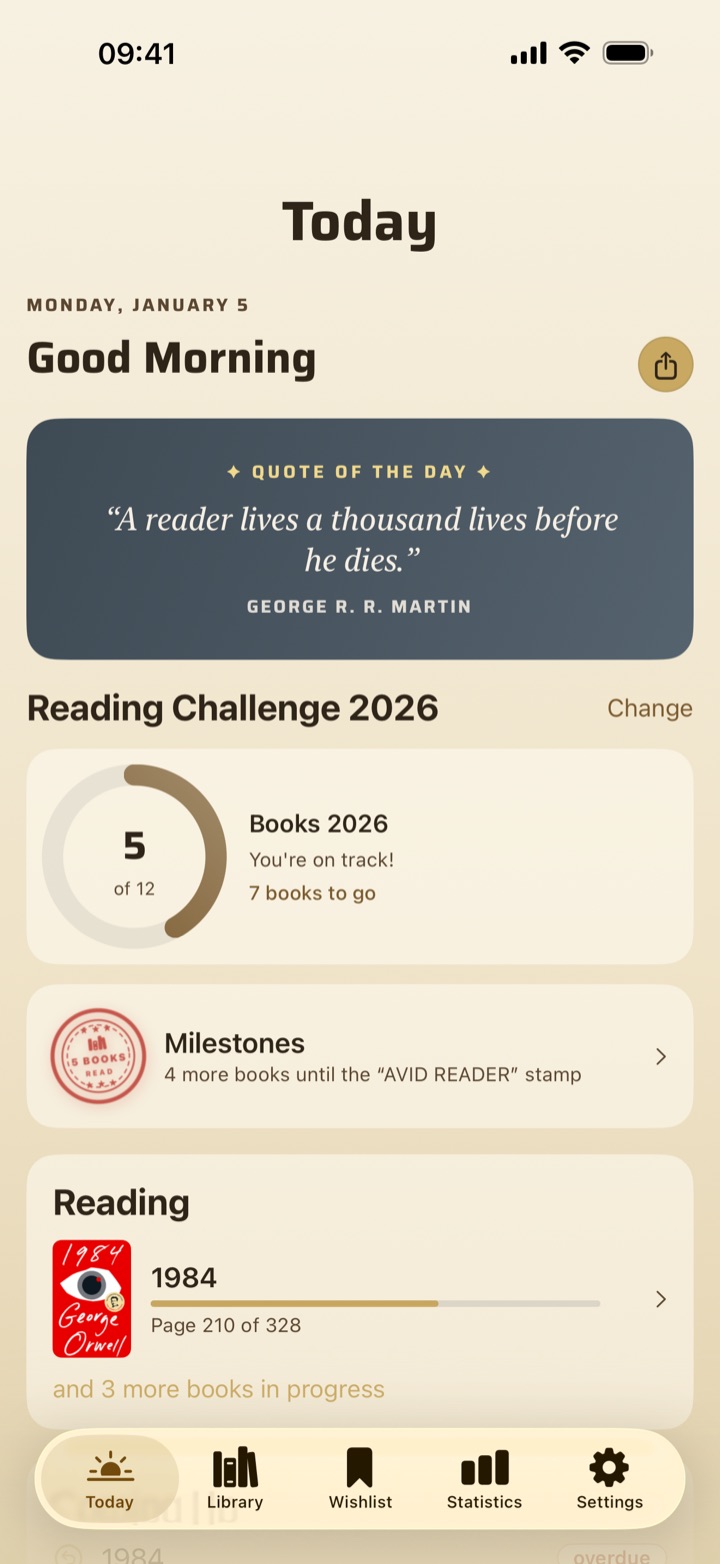 09:41
Today
MONDAY, JANUARY 5
Good Morning
✦ QUOTE OF THE DAY ✦
“A reader lives a thousand lives before
he dies.”
GEORGE R. R. MARTIN
Reading Challenge 2026
Change
5
of 12
Books 2026
You're on track!
7 books to go
5 BOOKS
READ
Milestones
4 more books until the “AVID READER” stamp
Reading
1984
George
Orwell
1984
Page 210 of 328
and 3 more books in progress
Today
Library
Wishlist
Statistics
Settings
1984
overdue